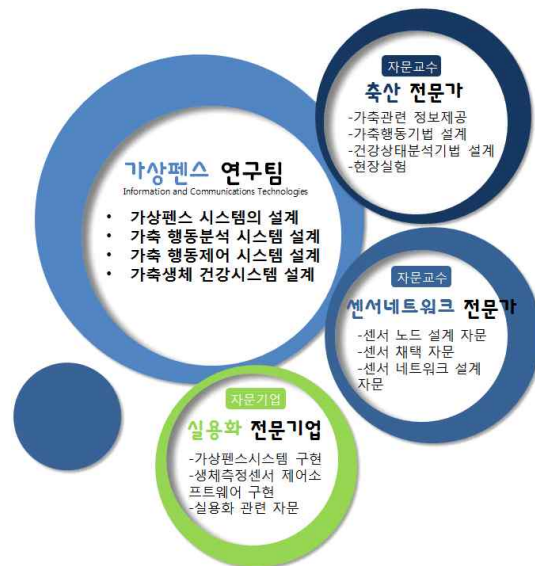 가상펜스 연구팀
Information and Communications Technologies
• 가상펜스 시스템의 설계
• 가축 행동분석 시스템 설계
• 가축 행동제어 시스템 설계
• 가축생체 건강시스템 설계
자문교수
축산 전문가
-가축관련 정보제공
-가축행동기법 설계
-건강상태분석기법 설계
-현장실험
자문교수
센서네트워크 전문가
-센서 노드 설계 자문
-센서 채택 자문
-센서 네트워크 설계
자문
자문기업
실용화 전문기업
-가상펜스시스템 구현
-생체측정센서 제어소
프트웨어 구현
-실용화 관련 자문